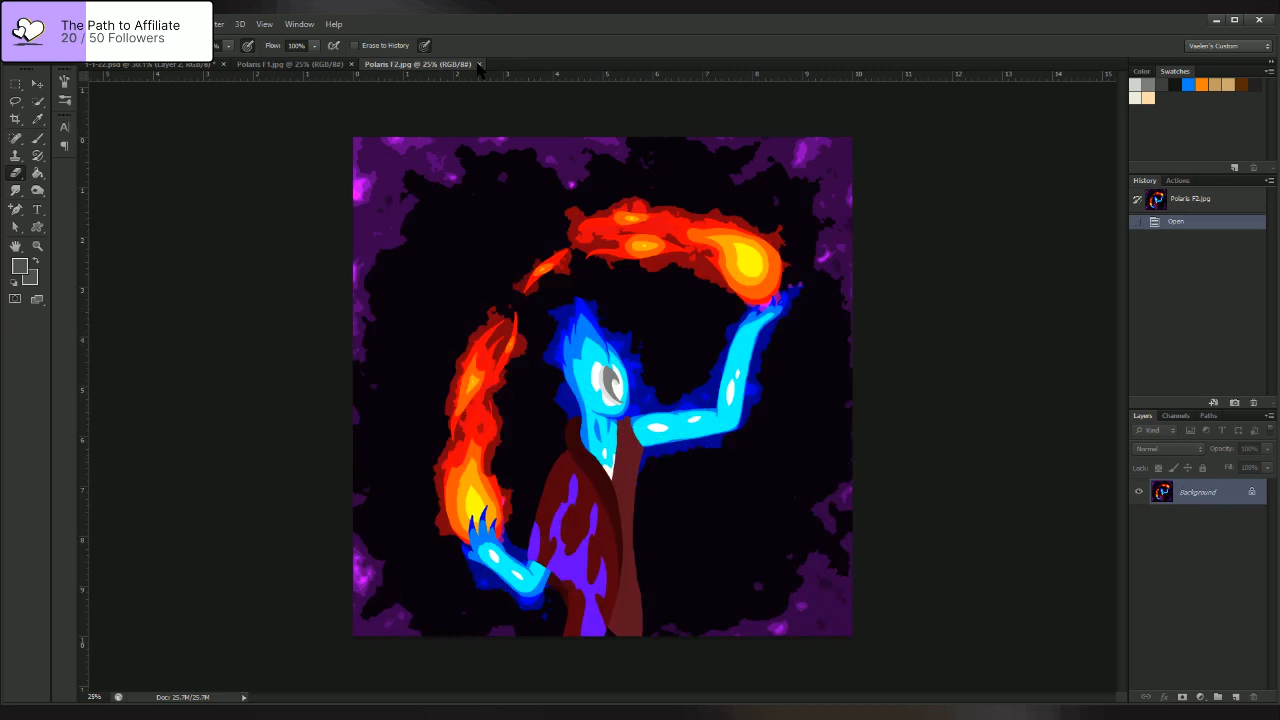 The Path to Affiliate
20 / 50 Followers
3D View Window Help
Flow: 100% Erase to History Vaelen's Custom
Polaris F1.jpg @ 25% (RGB/8#) × Polaris F2.jpg @ 25% (RGB/8#) ×
Color Swatches
History Actions
Polaris F2.jpg
Open
Layers Channels Paths
Kind
Normal Opacity: 100%
Lock: Fill: 100%
Background
25% Doc: 25.7M/25.7M